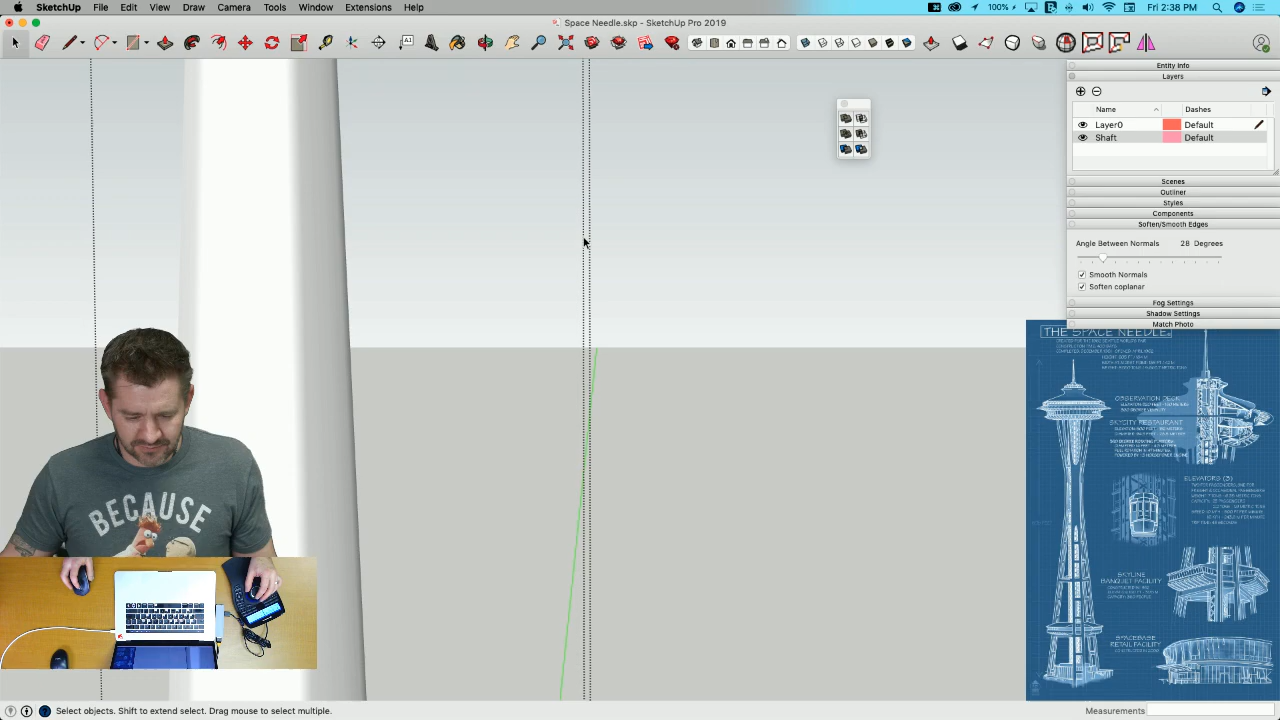 SketchUp File Edit View Draw Camera Tools Window Extensions Help
100% Fri 2:38 PM
Space Needle.skp - SketchUp Pro 2019
Entity Info
Layers
Name Dashes
Layer0 Default
Shaft Default
Scenes
Outliner
Styles
Components
Soften/Smooth Edges
Angle Between Normals 28 Degrees
Smooth Normals
Soften coplanar
Fog Settings
Shadow Settings
Match Photo
THE SPACE NEEDLE.
OBSERVATION DECK
SKYCITY RESTAURANT
ELEVATORS (3)
SKYLINE
BANQUET FACILITY
SPACEBASE
RETAIL FACILITY
BECAUSE
Select objects. Shift to extend select. Drag mouse to select multiple.
Measurements